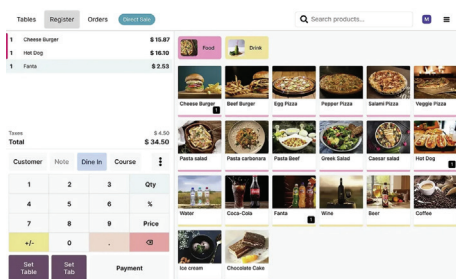 Tables Register Orders Direct Sale Search products... M
1 Cheese Burger $ 15.87
1 Hot Dog $ 16.10
1 Fanta $ 2.53
Taxes $ 4.50
Total $ 34.50
Customer Note Dine In Course
1 2 3 Qty
4 5 6 %
7 8 9 Price
+/- 0 .
Set Table Set Tab Payment
Food Drink
Cheese Burger Beef Burger Egg Pizza Pepper Pizza Salami Pizza Veggie Pizza
1
Pasta salad Pasta carbonara Pasta Beef Greek Salad Caesar salad Hot Dog
1
Water Coca-Cola Fanta Wine Beer Coffee
1
Ice cream Chocolate Cake